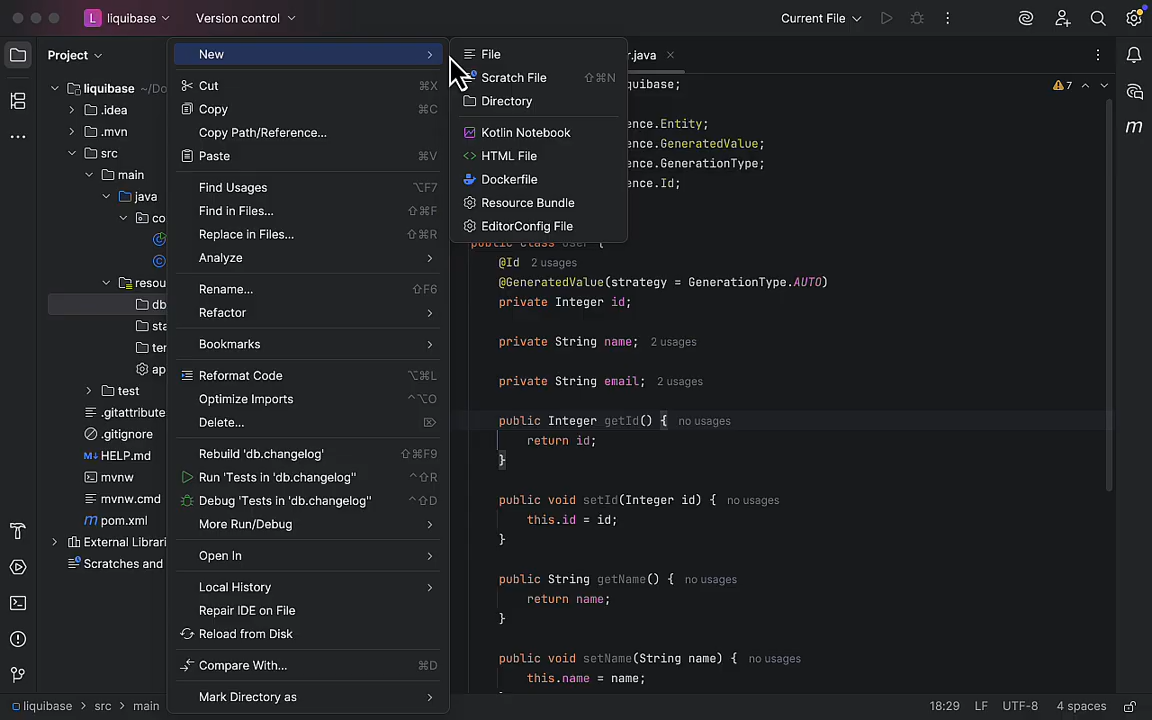 L liquibase
Version control
Current File
Project
r.java
7
liquibase ~/Do
.idea
.mvn
src
main
java
co
resou
db
sta
ter
ap
test
.gitattribute
.gitignore
M↓ HELP.md
mvnw
mvnw.cmd
m pom.xml
External Librari
Scratches and
New
Cut ⌘X
Copy ⌘C
Copy Path/Reference...
Paste ⌘V
Find Usages ⌥F7
Find in Files... ⇧⌘F
Replace in Files... ⇧⌘R
Analyze
Rename... ⇧F6
Refactor
Bookmarks
Reformat Code ⌥⌘L
Optimize Imports ⌃⌥O
Delete... ⌦
Rebuild 'db.changelog' ⇧⌘F9
Run 'Tests in 'db.changelog'' ⌃⇧R
Debug 'Tests in 'db.changelog'' ⌃⇧D
More Run/Debug
Open In
Local History
Repair IDE on File
Reload from Disk
Compare With... ⌘D
Mark Directory as
File
Scratch File ⇧⌘N
Directory
Kotlin Notebook
HTML File
Dockerfile
Resource Bundle
EditorConfig File
quibase;
ence.Entity;
ence.GeneratedValue;
ence.GenerationType;
ence.Id;
public class User {
@Id 2 usages
@GeneratedValue(strategy = GenerationType.AUTO)
private Integer id;
private String name; 2 usages
private String email; 2 usages
public Integer getId() { no usages
return id;
}
public void setId(Integer id) { no usages
this.id = id;
}
public String getName() { no usages
return name;
}
public void setName(String name) { no usages
this.name = name;
m
liquibase > src > main
18:29 LF UTF-8 4 spaces